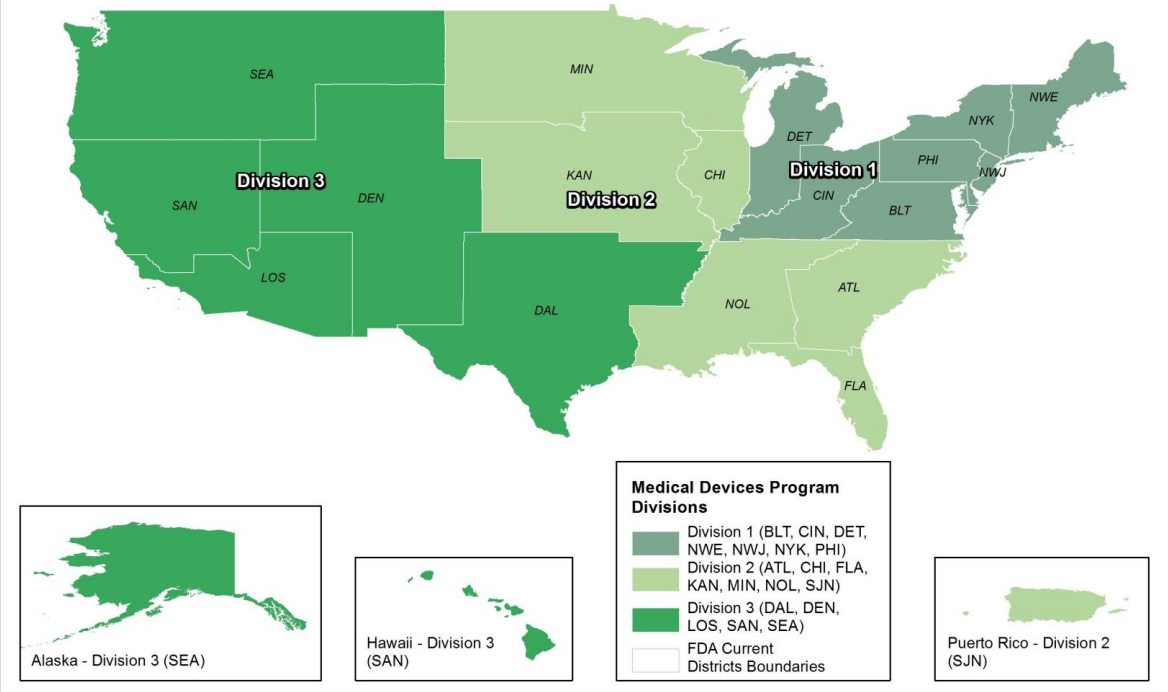 SEA
MIN
NWE
NYK
DET
PHI
Division 1
NWJ
KAN
CHI
Division 3
DEN
Division 2
CIN
SAN
BLT
LOS
ATL
NOL
DAL
FLA
Medical Devices Program
Divisions
Division 1 (BLT, CIN, DET,
NWE, NWJ, NYK, PHI)
Division 2 (ATL, CHI, FLA,
KAN, MIN, NOL, SJN)
Division 3 (DAL, DEN,
LOS, SAN, SEA)
FDA Current
Districts Boundaries
Alaska - Division 3 (SEA)
Hawaii - Division 3
(SAN)
Puerto Rico - Division 2
(SJN)